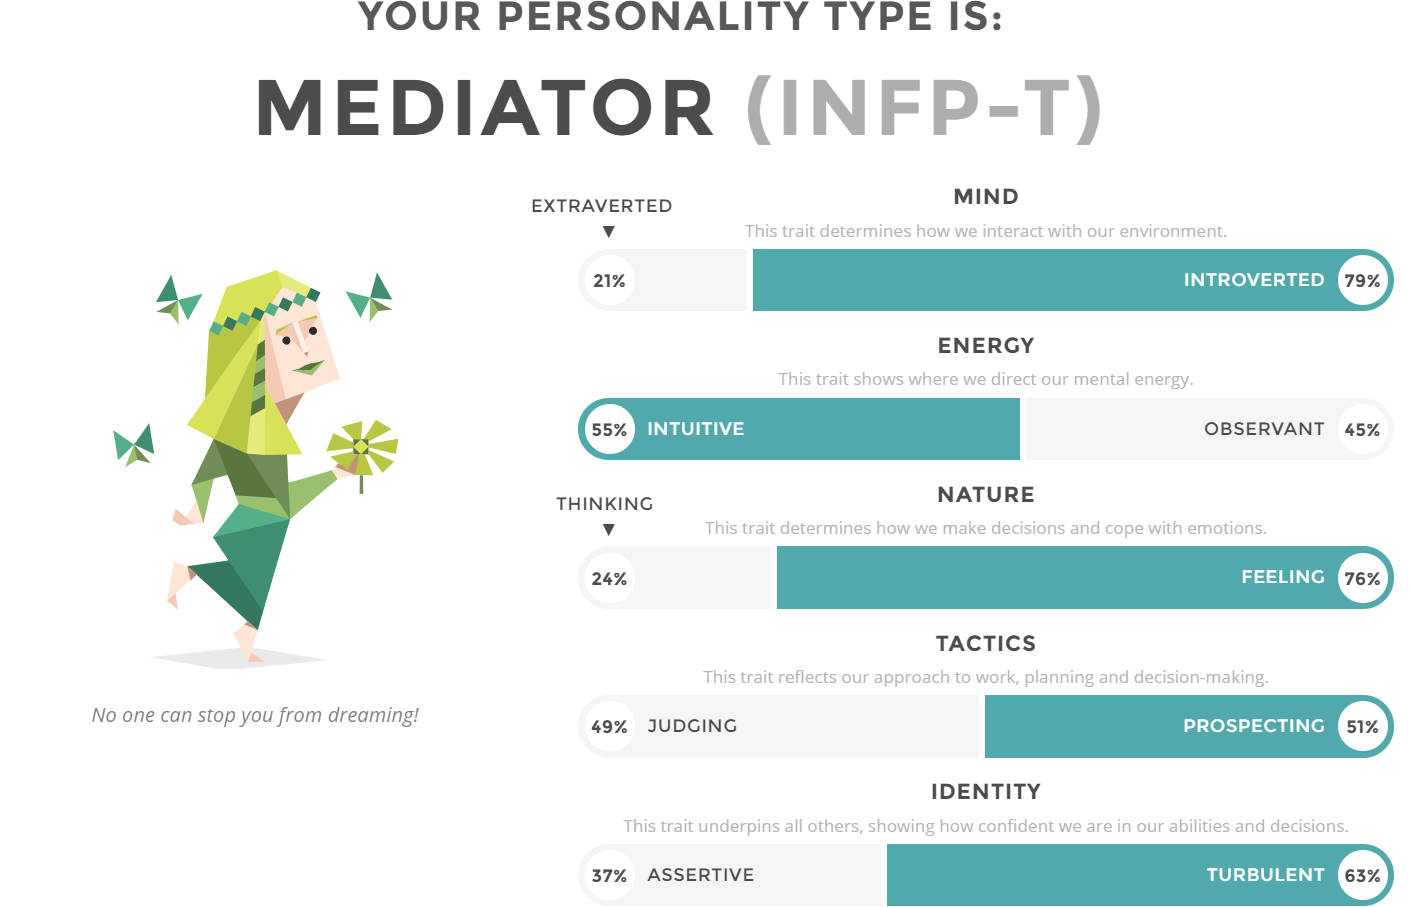 YOUR PERSONALITY TYPE IS:
MEDIATOR (INFP-T)
MIND
This trait determines how we interact with our environment.
EXTRAVERTED
21%
INTROVERTED 79%
ENERGY
This trait shows where we direct our mental energy.
55% INTUITIVE
OBSERVANT 45%
NATURE
This trait determines how we make decisions and cope with emotions.
THINKING
24%
FEELING 76%
TACTICS
This trait reflects our approach to work, planning and decision-making.
49% JUDGING
PROSPECTING 51%
IDENTITY
This trait underpins all others, showing how confident we are in our abilities and decisions.
37% ASSERTIVE
TURBULENT 63%
No one can stop you from dreaming!